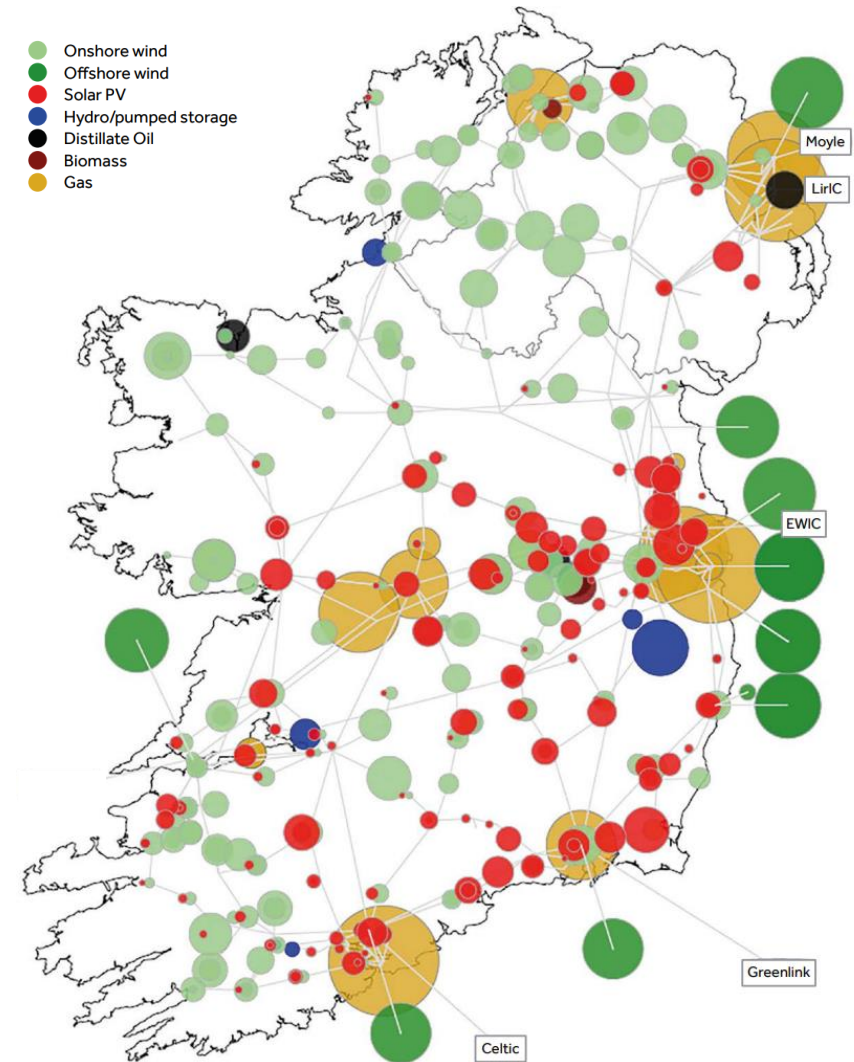 Onshore wind
Offshore wind
Solar PV
Hydro/pumped storage
Distillate Oil
Biomass
Gas
Moyle
LirIC
EWIC
Greenlink
Celtic